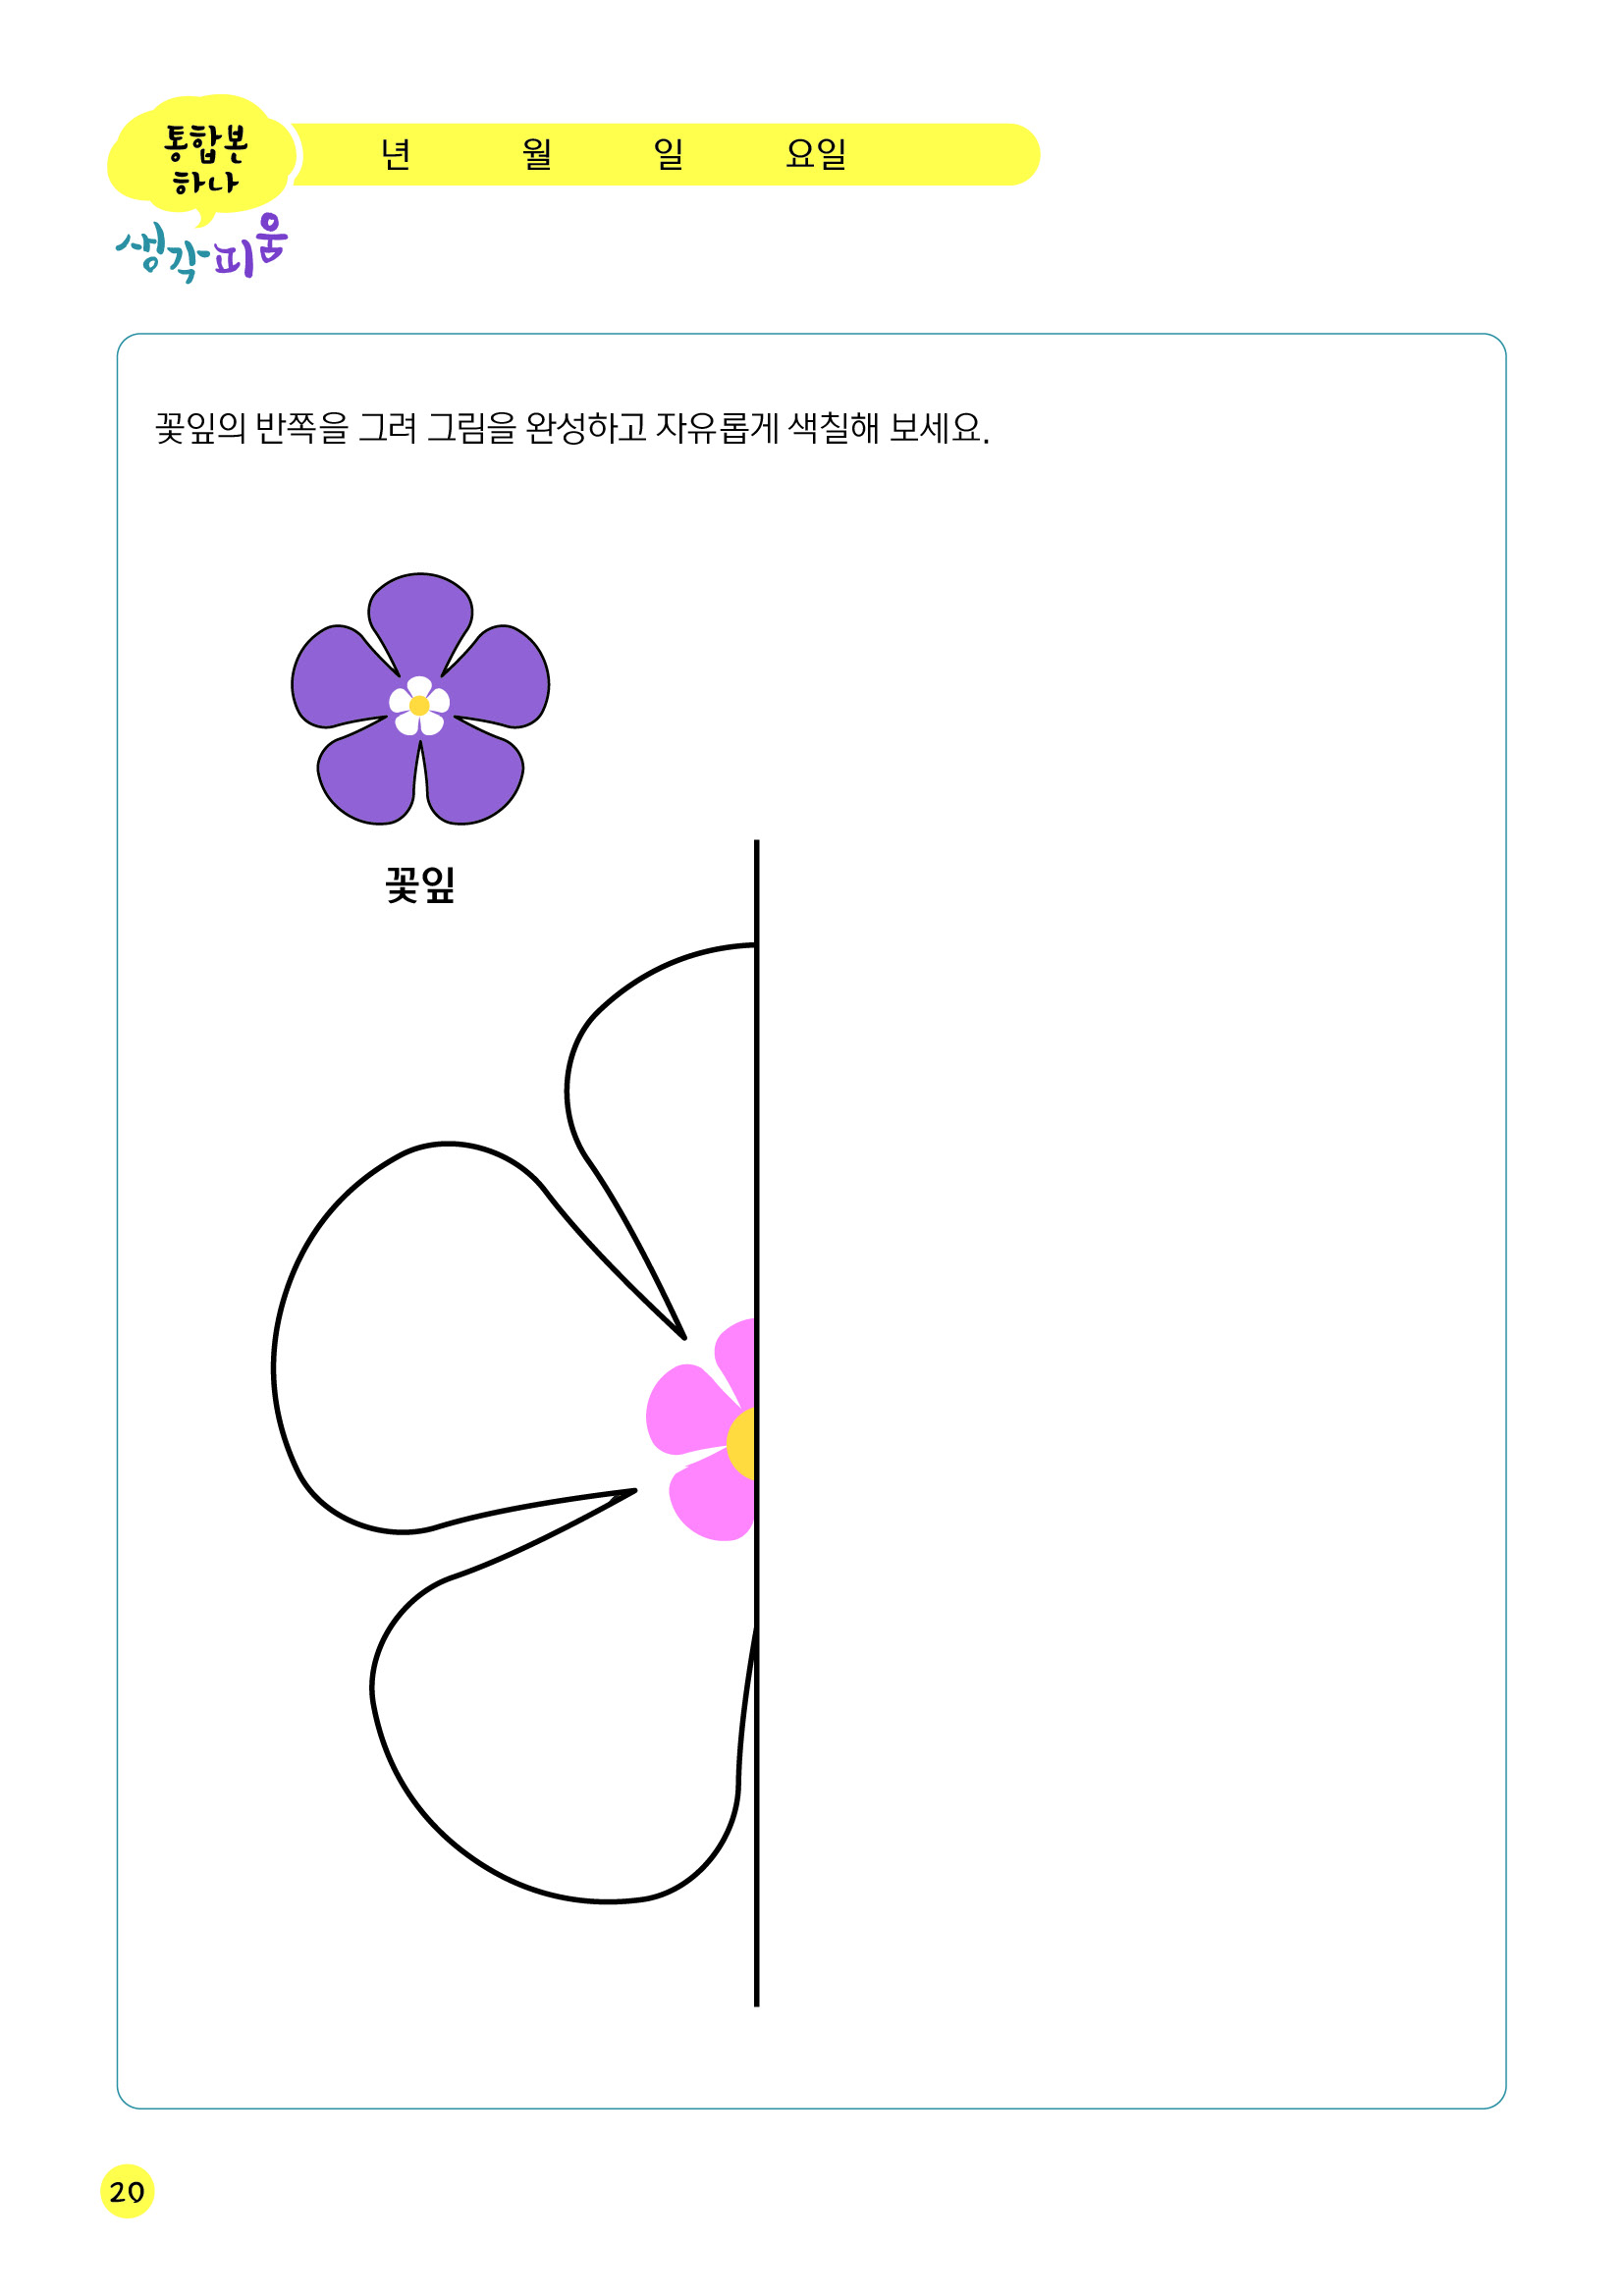 통합본
하나
년 월 일 요일
생각피움
꽃잎의 반쪽을 그려 그림을 완성하고 자유롭게 색칠해 보세요.
꽃잎
20